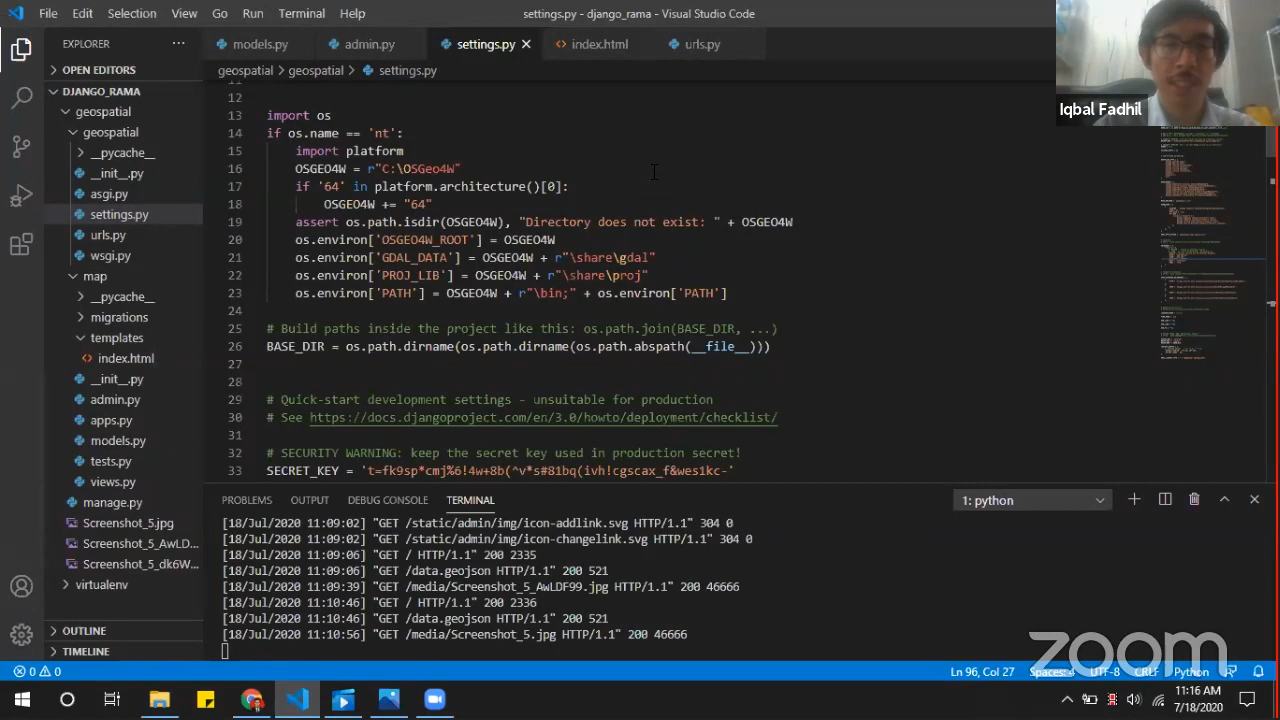 File Edit Selection View Go Run Terminal Help
settings.py - django_rama - Visual Studio Code
Iqbal Fadhil
EXPLORER
models.py admin.py settings.py index.html urls.py
OPEN EDITORS
geospatial > geospatial > settings.py
DJANGO_RAMA
geospatial
geospatial
__pycache__
__init__.py
asgi.py
settings.py
urls.py
wsgi.py
map
__pycache__
migrations
templates
index.html
__init__.py
admin.py
apps.py
models.py
tests.py
views.py
manage.py
Screenshot_5.jpg
Screenshot_5_AwLD...
Screenshot_5_dk6W...
virtualenv
OUTLINE
TIMELINE
12
13 import os
14 if os.name == 'nt':
15 import platform
16 OSGEO4W = r"C:\OSGeo4W"
17 if '64' in platform.architecture()[0]:
18 OSGEO4W += "64"
19 assert os.path.isdir(OSGEO4W), "Directory does not exist: " + OSGEO4W
20 os.environ['OSGEO4W_ROOT'] = OSGEO4W
21 os.environ['GDAL_DATA'] = OSGEO4W + r"\share\gdal"
22 os.environ['PROJ_LIB'] = OSGEO4W + r"\share\proj"
23 os.environ['PATH'] = OSGEO4W + r"\bin;" + os.environ['PATH']
24
25 # Build paths inside the project like this: os.path.join(BASE_DIR, ...)
26 BASE_DIR = os.path.dirname(os.path.dirname(os.path.abspath(__file__)))
27
28
29 # Quick-start development settings - unsuitable for production
30 # See https://docs.djangoproject.com/en/3.0/howto/deployment/checklist/
31
32 # SECURITY WARNING: keep the secret key used in production secret!
33 SECRET_KEY = 't=fk9sp*cmj%6!4w+8b(^v*s#81bq(ivh!cgscax_f&wes1kc-'
PROBLEMS OUTPUT DEBUG CONSOLE TERMINAL 1: python
[18/Jul/2020 11:09:02] "GET /static/admin/img/icon-addlink.svg HTTP/1.1" 304 0
[18/Jul/2020 11:09:02] "GET /static/admin/img/icon-changelink.svg HTTP/1.1" 304 0
[18/Jul/2020 11:09:06] "GET / HTTP/1.1" 200 2335
[18/Jul/2020 11:09:06] "GET /data.geojson HTTP/1.1" 200 521
[18/Jul/2020 11:09:06] "GET /media/Screenshot_5_AwLDF99.jpg HTTP/1.1" 200 46666
[18/Jul/2020 11:10:46] "GET / HTTP/1.1" 200 2336
[18/Jul/2020 11:10:46] "GET /data.geojson HTTP/1.1" 200 521
[18/Jul/2020 11:10:56] "GET /media/Screenshot_5.jpg HTTP/1.1" 200 46666
zoom
0 0
Ln 96, Col 27 Spaces: 4 UTF-8 CRLF Python
11:16 AM
7/18/2020